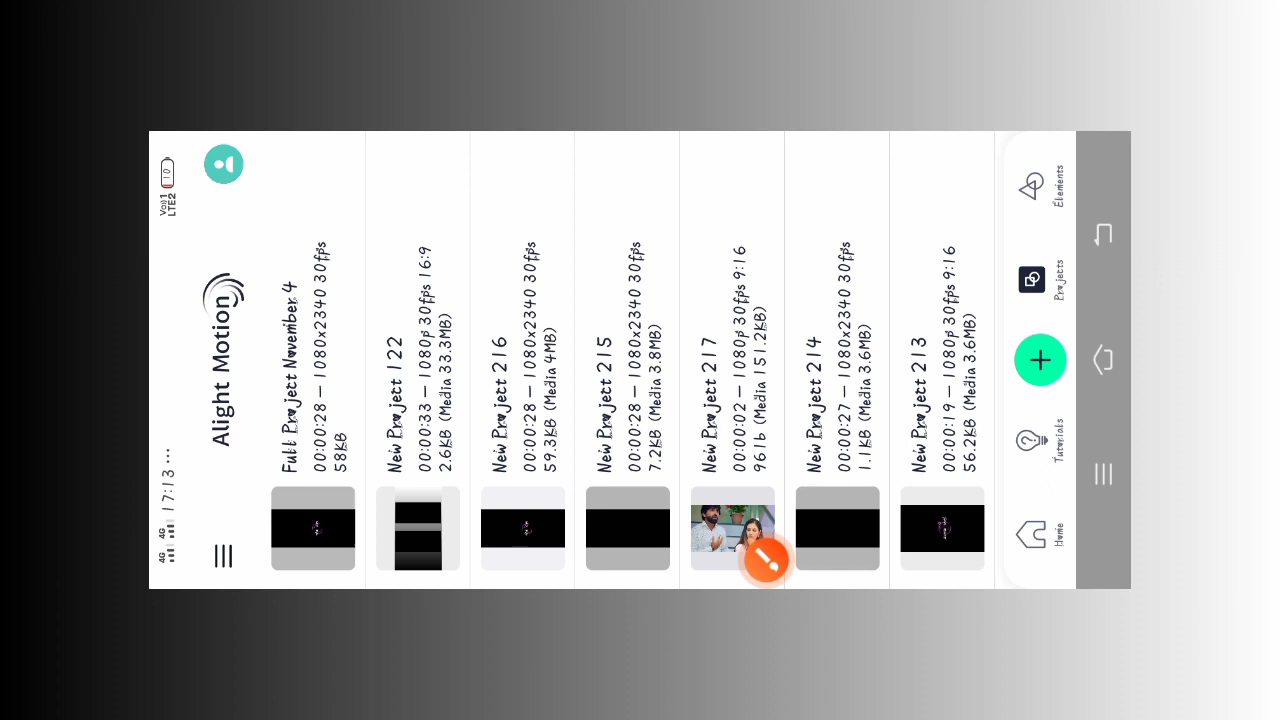 4G 4G 17:13 ...
Vo))1 LTE2 10
Alight Motion
Full Project November 4
00:00:28 — 1080x2340 30fps
58KB
New Project 122
00:00:33 — 1080p 30fps 16:9
2.6KB (Media 33.3MB)
New Project 216
00:00:28 — 1080x2340 30fps
59.3KB (Media 4MB)
New Project 215
00:00:28 — 1080x2340 30fps
7.2KB (Media 3.8MB)
New Project 217
00:00:02 — 1080p 30fps 9:16
961b (Media 151.2KB)
New Project 214
00:00:27 — 1080x2340 30fps
1.1KB (Media 3.6MB)
New Project 213
00:00:19 — 1080p 30fps 9:16
56.2KB (Media 3.6MB)
Home Tutorials Projects Elements